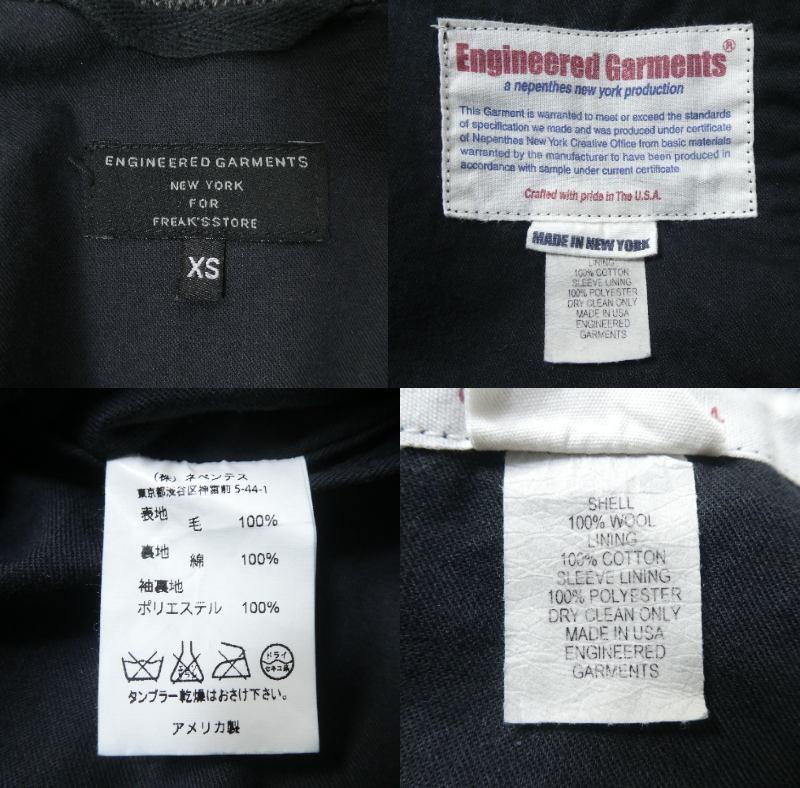 ENGINEERED GARMENTS
NEW YORK
FOR
FREAK'S STORE
XS
Engineered Garments®
a nepenthes new york production
This Garment is warranted to meet or exceed the standards
of specification we made and was produced under certificate
of Nepenthes New York Creative Office from basic materials
warranted by the manufacturer to have been produced in
accordance with sample under current certificate
Crafted with pride in The U.S.A.
MADE IN NEW YORK
LINING
100% COTTON
SLEEVE LINING
100% POLYESTER
DRY CLEAN ONLY
MADE IN USA
ENGINEERED
GARMENTS
(株)ネペンテス
東京都渋谷区神宮前5-44-1
表地 毛 100%
裏地 綿 100%
袖裏地
ポリエステル 100%
ドライ
セキユ系
タンブラー乾燥はおさけ下さい。
アメリカ製
SHELL
100% WOOL
LINING
100% COTTON
SLEEVE LINING
100% POLYESTER
DRY CLEAN ONLY
MADE IN USA
ENGINEERED
GARMENTS